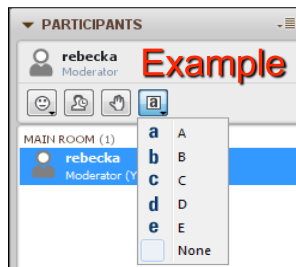 PARTICIPANTS
rebecka
Moderator
Example
a
MAIN ROOM (1)
rebecka
Moderator (Y
a A
b B
c C
d D
e E
None